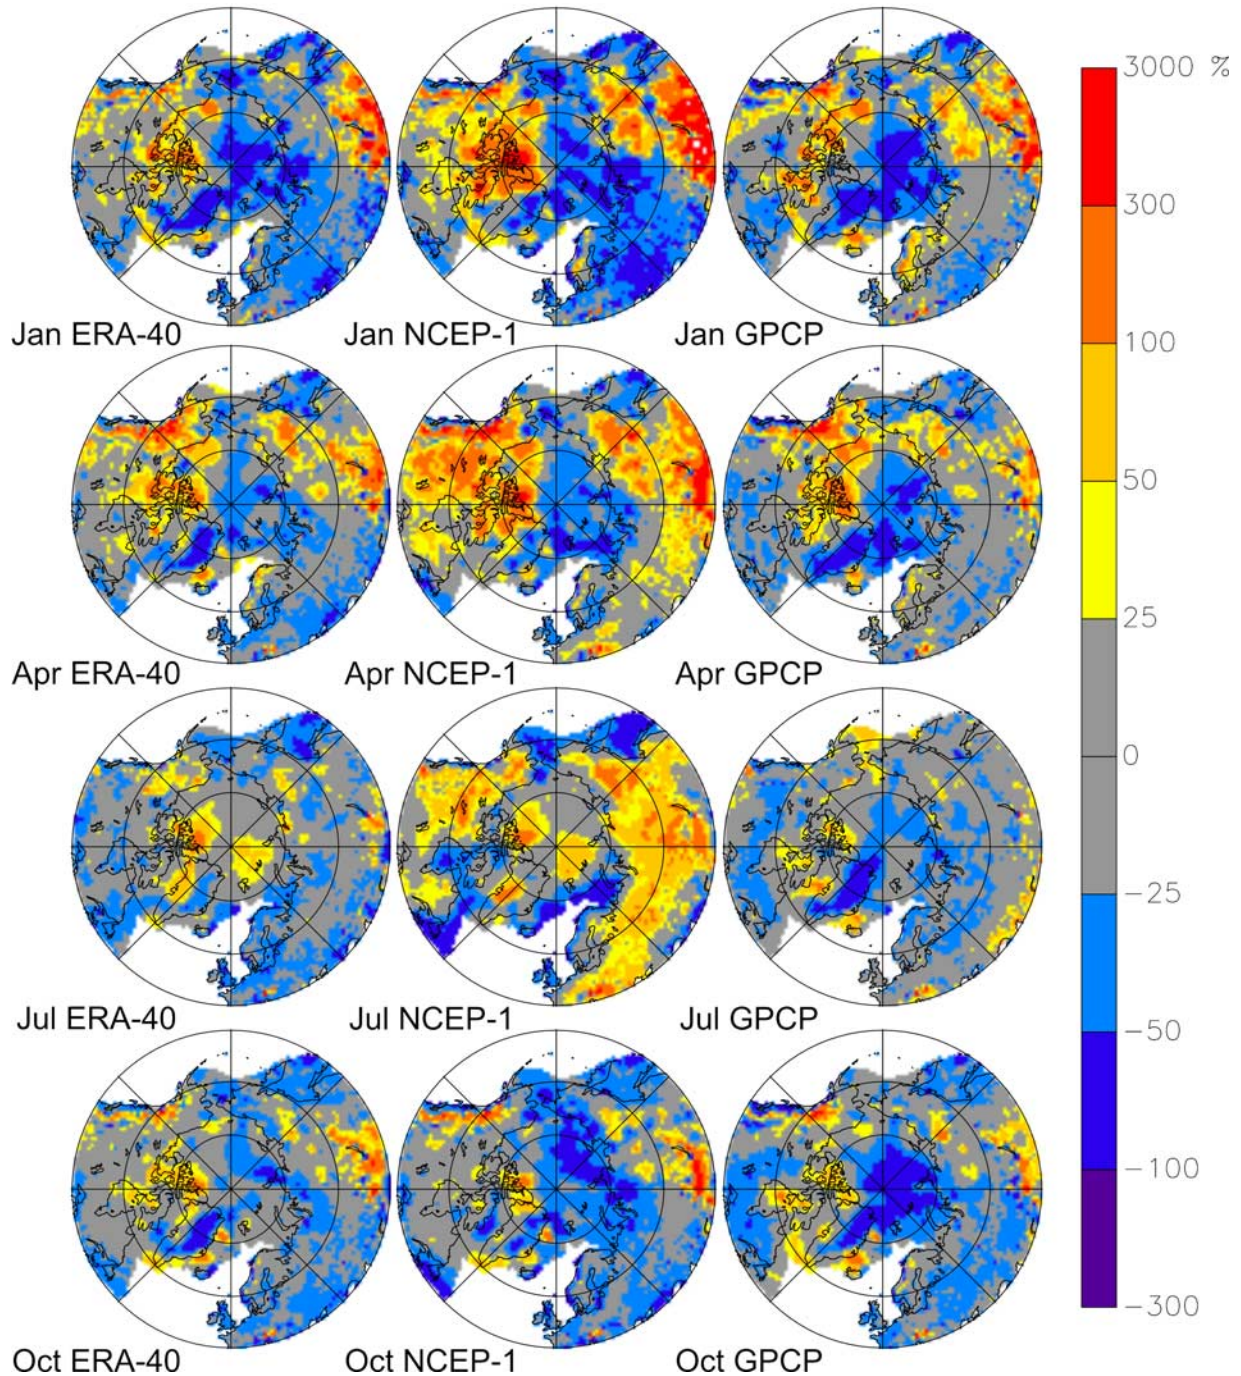 3000 %
300
100
50
25
0
-25
-50
-100
-300
Jan ERA-40 Jan NCEP-1 Jan GPCP
Apr ERA-40 Apr NCEP-1 Apr GPCP
Jul ERA-40 Jul NCEP-1 Jul GPCP
Oct ERA-40 Oct NCEP-1 Oct GPCP